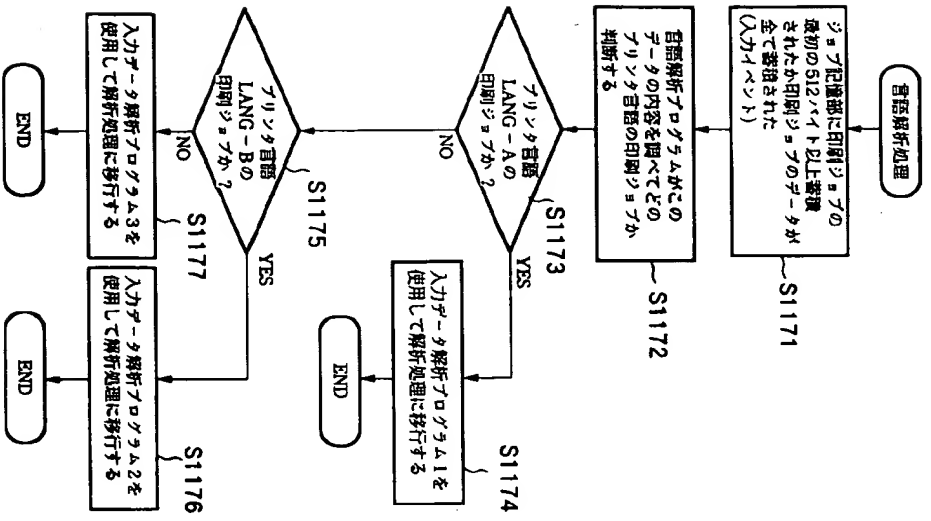 言語解析処理
ジョブ記憶部に印刷ジョブの
最初の512バイト以上蓄積
されたか印刷ジョブのデータが
全て蓄積された
(入力イベント)
S1171
言語解析プログラムがこの
データの内容を調べてどの
プリンタ言語の印刷ジョブか
判断する
S1172
プリンタ言語
LANG-Aの
印刷ジョブか?
S1173
YES
NO
入力データ解析プログラム1を
使用して解析処理に移行する
S1174
END
プリンタ言語
LANG-Bの
印刷ジョブか?
S1175
YES
NO
入力データ解析プログラム2を
使用して解析処理に移行する
S1176
END
入力データ解析プログラム3を
使用して解析処理に移行する
S1177
END